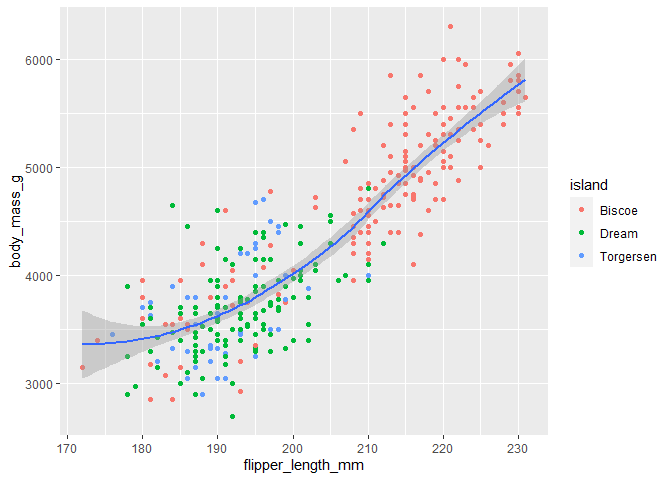 6000
5000
4000
3000
body_mass_g
170
180
190
200
210
220
230
flipper_length_mm
island
Biscoe
Dream
Torgersen